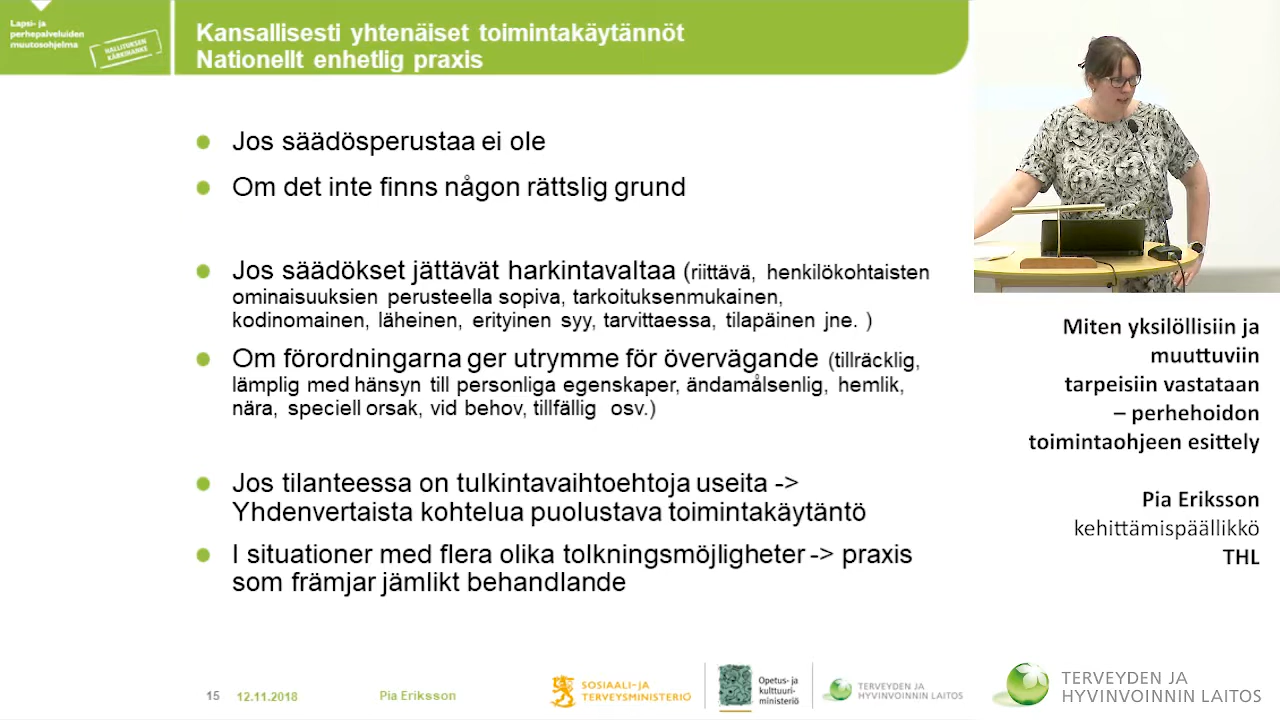 Lapsi- ja
perhepalveluiden
muutosohjelma
HALLITUKSEN
KÄRKIHANKE
Kansallisesti yhtenäiset toimintakäytännöt
Nationellt enhetlig praxis
Jos säädösperustaa ei ole
Om det inte finns någon rättslig grund
Jos säädökset jättävät harkintavaltaa (riittävä, henkilökohtaisten
ominaisuuksien perusteella sopiva, tarkoituksenmukainen,
kodinomainen, läheinen, erityinen syy, tarvittaessa, tilapäinen jne. )
Om förordningarna ger utrymme för övervägande (tillräcklig,
lämplig med hänsyn till personliga egenskaper, ändamålsenlig, hemlik,
nära, speciell orsak, vid behov, tillfällig osv.)
Jos tilanteessa on tulkintavaihtoehtoja useita ->
Yhdenvertaista kohtelua puolustava toimintakäytäntö
I situationer med flera olika tolkningsmöjligheter -> praxis
som främjar jämlikt behandlande
15 12.11.2018 Pia Eriksson
SOSIAALI- JA
TERVEYSMINISTERIÖ
Opetus- ja
kulttuuri-
ministeriö
TERVEYDEN JA
HYVINVOINNIN LAITOS
Miten yksilöllisiin ja
muuttuviin
tarpeisiin vastataan
– perhehoidon
toimintaohjeen esittely
Pia Eriksson
kehittämispäällikkö
THL
TERVEYDEN JA
HYVINVOINNIN LAITOS